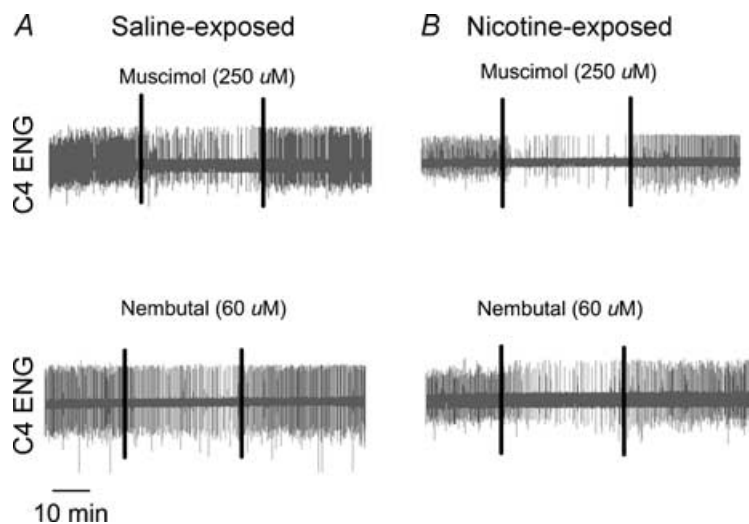 A Saline-exposed
B Nicotine-exposed
Muscimol (250 uM)
Muscimol (250 uM)
C4 ENG
Nembutal (60 uM)
Nembutal (60 uM)
C4 ENG
10 min